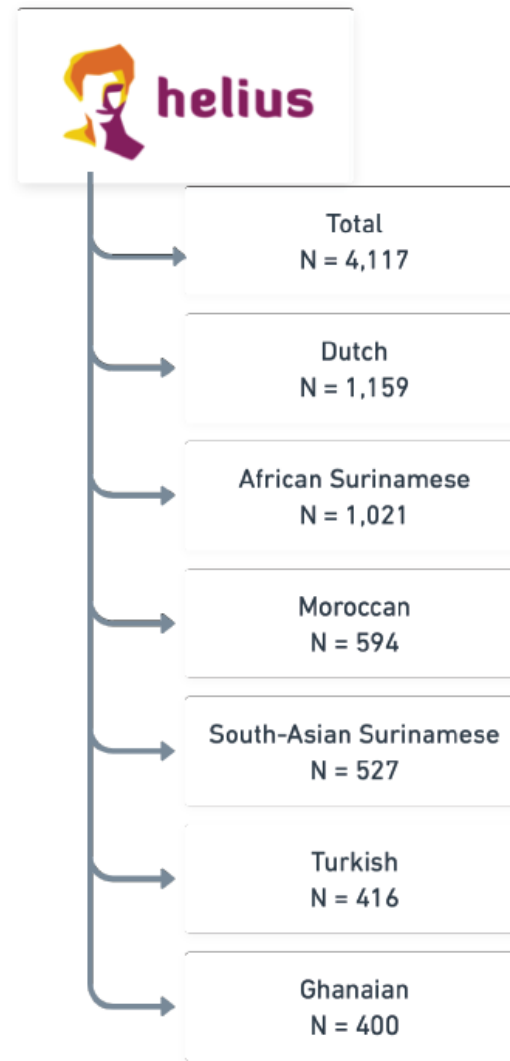 helius
Total
N = 4,117
Dutch
N = 1,159
African Surinamese
N = 1,021
Moroccan
N = 594
South-Asian Surinamese
N = 527
Turkish
N = 416
Ghanaian
N = 400